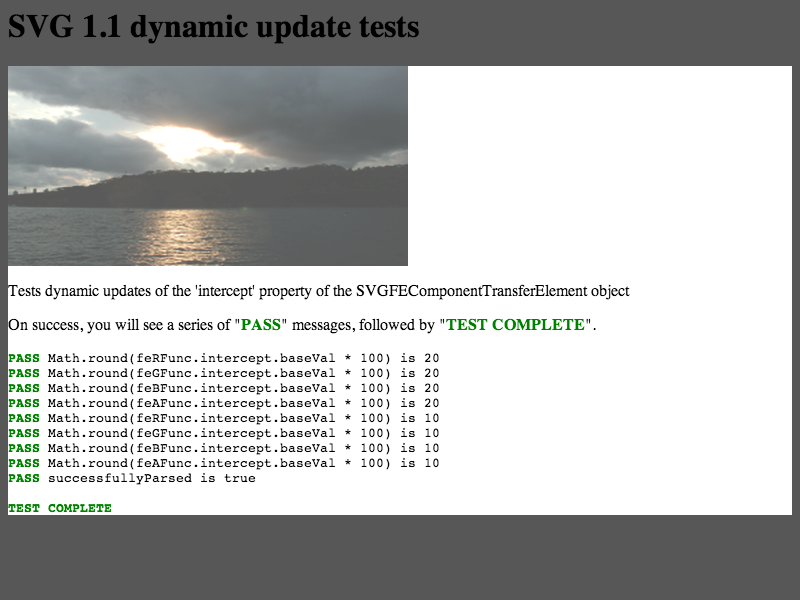 SVG 1.1 dynamic update tests
Tests dynamic updates of the 'intercept' property of the SVGFEComponentTransferElement object
On success, you will see a series of "PASS" messages, followed by "TEST COMPLETE".
PASS Math.round(feRFunc.intercept.baseVal * 100) is 20
PASS Math.round(feGFunc.intercept.baseVal * 100) is 20
PASS Math.round(feBFunc.intercept.baseVal * 100) is 20
PASS Math.round(feAFunc.intercept.baseVal * 100) is 20
PASS Math.round(feRFunc.intercept.baseVal * 100) is 10
PASS Math.round(feGFunc.intercept.baseVal * 100) is 10
PASS Math.round(feBFunc.intercept.baseVal * 100) is 10
PASS Math.round(feAFunc.intercept.baseVal * 100) is 10
PASS successfullyParsed is true
TEST COMPLETE